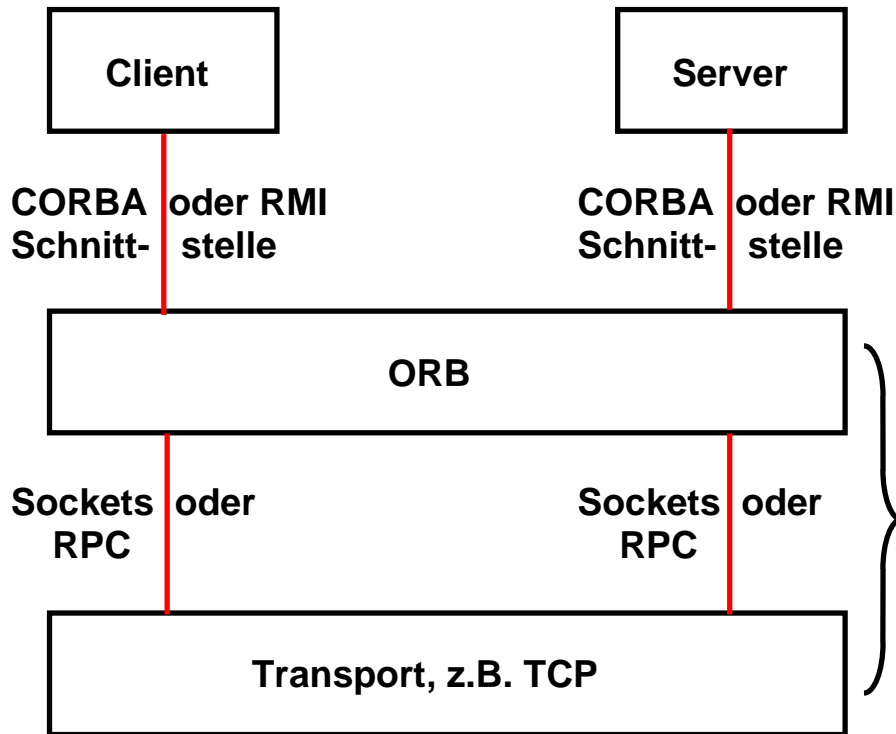 Client
Server
CORBA oder RMI
Schnitt- stelle
CORBA oder RMI
Schnitt- stelle
ORB
Sockets oder
RPC
Sockets oder
RPC
Transport, z.B. TCP